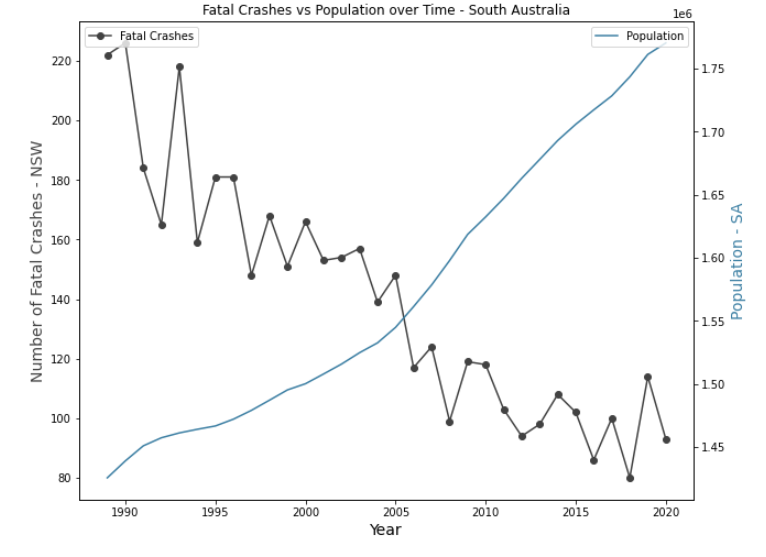 Fatal Crashes vs Population over Time - South Australia
1e6
Fatal Crashes
Population
Number of Fatal Crashes - NSW
220
200
180
160
140
120
100
80
1.75
1.70
1.65
1.60
1.55
1.50
1.45
Population - SA
1990 1995 2000 2005 2010 2015 2020
Year